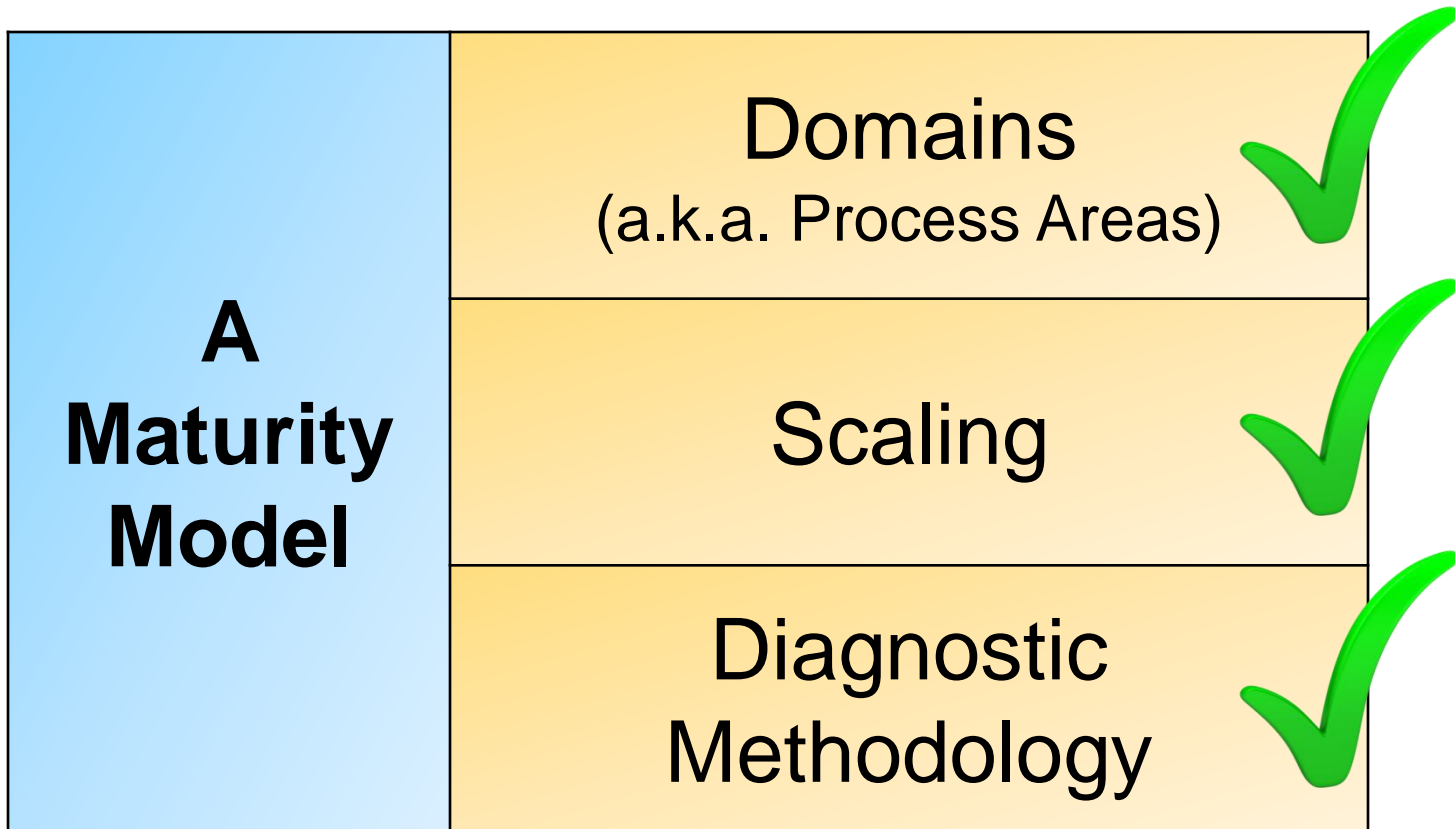 A
Maturity
Model
Domains
(a.k.a. Process Areas)
Scaling
Diagnostic
Methodology